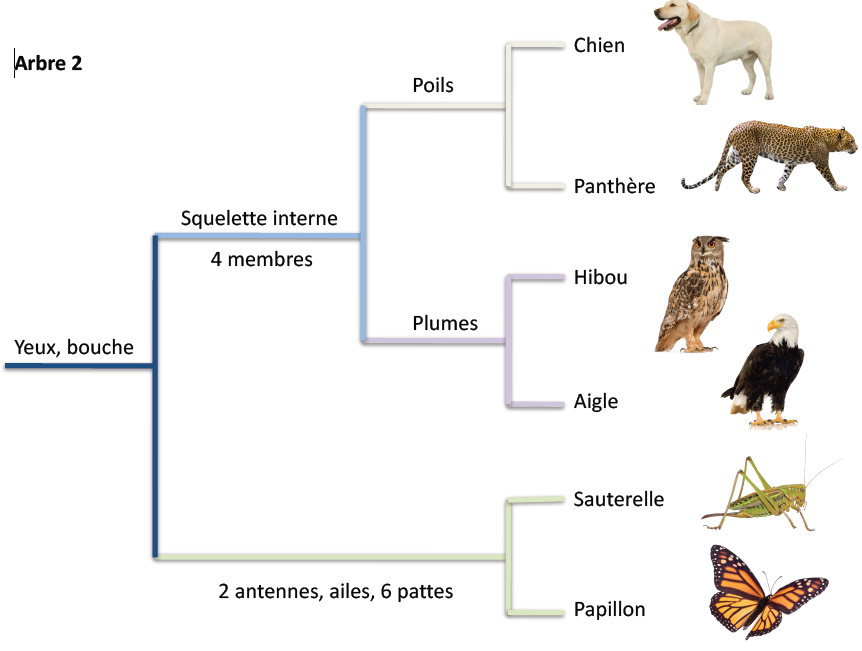 Arbre 2
Chien
Poils
Panthère
Squelette interne
4 membres
Hibou
Plumes
Yeux, bouche
Aigle
Sauterelle
2 antennes, ailes, 6 pattes
Papillon